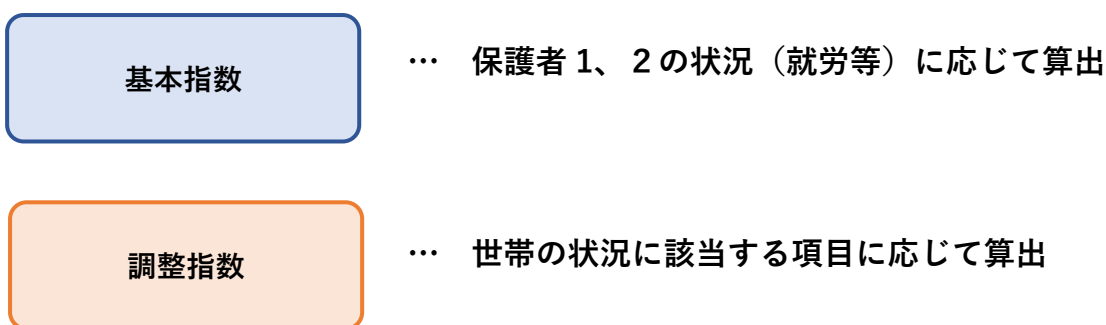 基本指数
… 保護者1、2の状況（就労等）に応じて算出
調整指数
… 世帯の状況に該当する項目に応じて算出